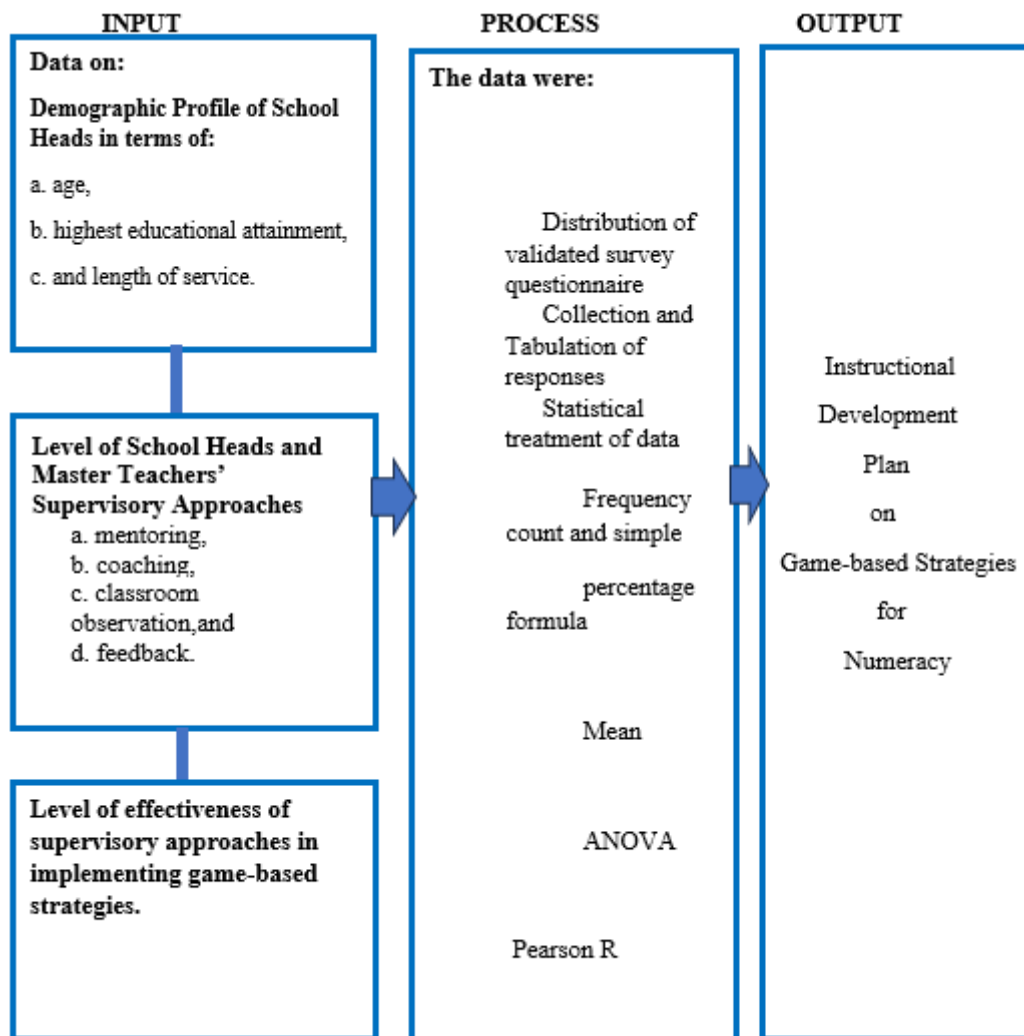 INPUT
Data on:
Demographic Profile of School
Heads in terms of:
a. age,
b. highest educational attainment,
c. and length of service.
Level of School Heads and
Master Teachers’
Supervisory Approaches
a. mentoring,
b. coaching,
c. classroom
observation,and
d. feedback.
Level of effectiveness of
supervisory approaches in
implementing game-based
strategies.
PROCESS
The data were:
Distribution of
validated survey
questionnaire
Collection and
Tabulation of
responses
Statistical
treatment of data
Frequency
count and simple
percentage
formula
Mean
ANOVA
Pearson R
OUTPUT
Instructional
Development
Plan
on
Game-based Strategies
for
Numeracy